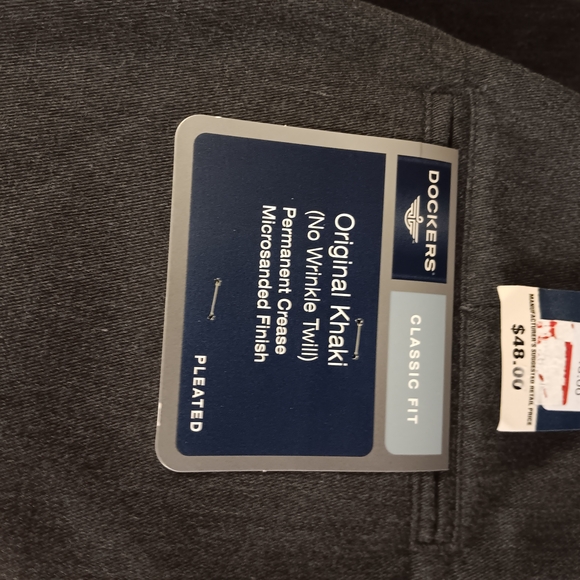 DOCKERS
CLASSIC FIT
Original Khaki
(No Wrinkle Twill)
Permanent Crease
Microsanded Finish
PLEATED
MANUFACTURER'S SUGGESTED RETAIL PRICE
$48.00